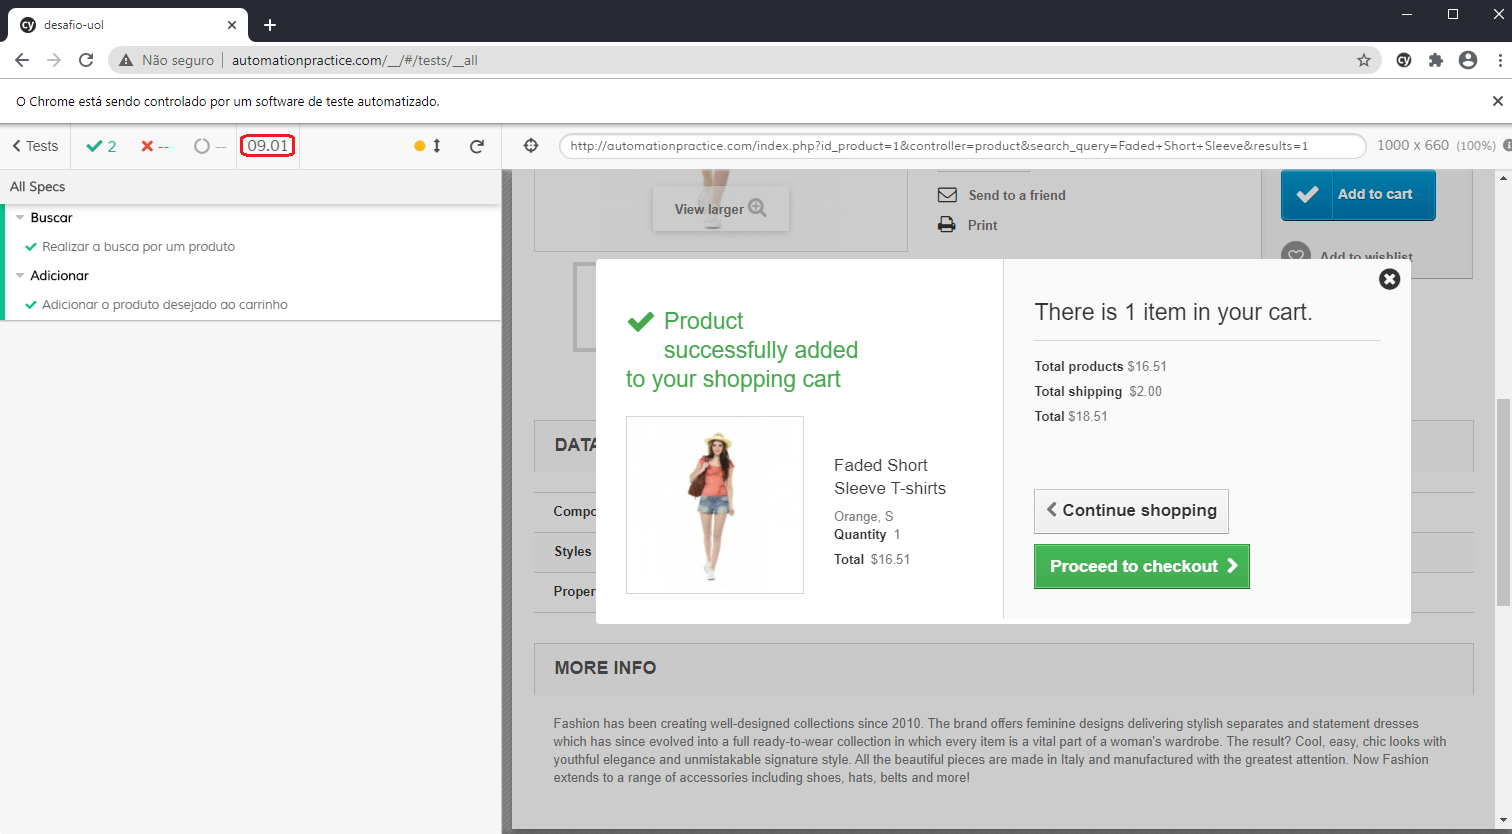 cy desafio-uol
Não seguro automationpractice.com/__/#/tests/__all
cy
O Chrome está sendo controlado por um software de teste automatizado.
Tests 2 -- -- 09.01
http://automationpractice.com/index.php?id_product=1&controller=product&search_query=Faded+Short+Sleeve&results=1 1000 x 660 (100%)
All Specs
Buscar
Realizar a busca por um produto
Adicionar
Adicionar o produto desejado ao carrinho
View larger
Send to a friend
Print
Add to cart
Add to wishlist
Product
successfully added
to your shopping cart
Faded Short
Sleeve T-shirts
Orange, S
Quantity 1
Total $16.51
There is 1 item in your cart.
Total products $16.51
Total shipping $2.00
Total $18.51
Continue shopping
Proceed to checkout
DATA
Compo
Styles
Proper
MORE INFO
Fashion has been creating well-designed collections since 2010. The brand offers feminine designs delivering stylish separates and statement dresses
which has since evolved into a full ready-to-wear collection in which every item is a vital part of a woman's wardrobe. The result? Cool, easy, chic looks with
youthful elegance and unmistakable signature style. All the beautiful pieces are made in Italy and manufactured with the greatest attention. Now Fashion
extends to a range of accessories including shoes, hats, belts and more!